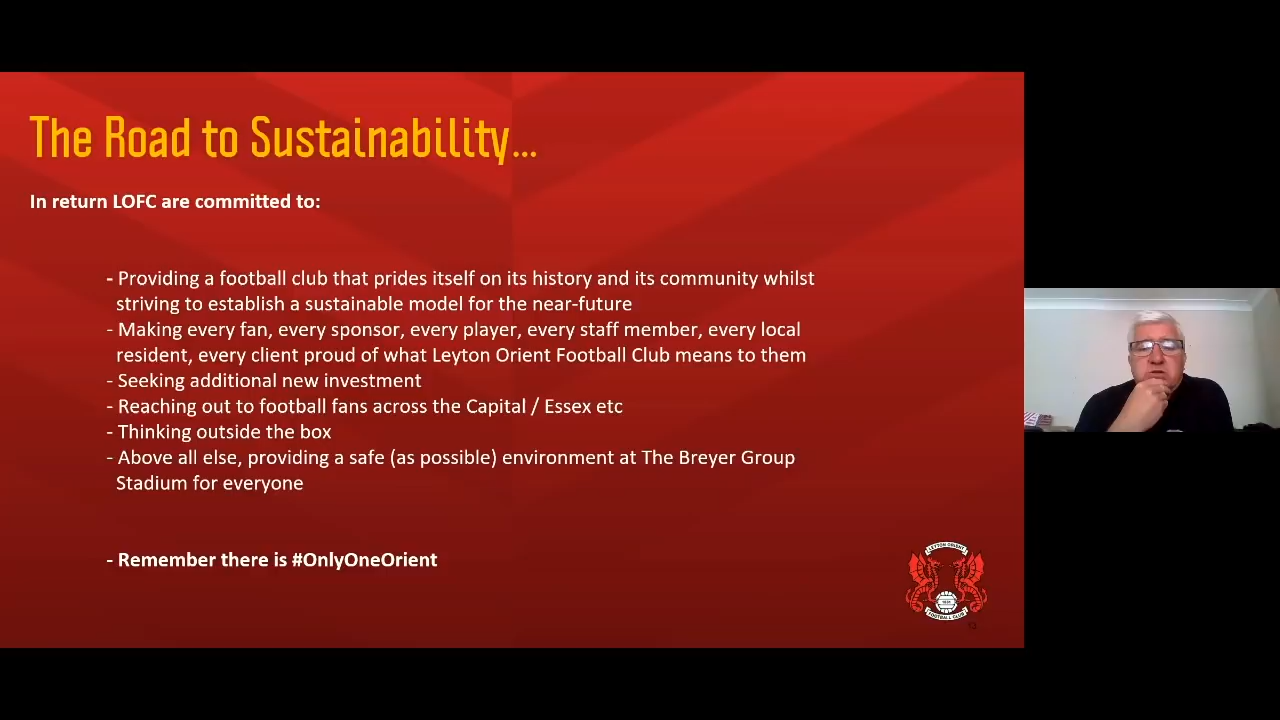 The Road to Sustainability...
In return LOFC are committed to:
- Providing a football club that prides itself on its history and its community whilst
striving to establish a sustainable model for the near-future
- Making every fan, every sponsor, every player, every staff member, every local
resident, every client proud of what Leyton Orient Football Club means to them
- Seeking additional new investment
- Reaching out to football fans across the Capital / Essex etc
- Thinking outside the box
- Above all else, providing a safe (as possible) environment at The Breyer Group
Stadium for everyone
- Remember there is #OnlyOneOrient
LEYTON ORIENT
FOOTBALL CLUB